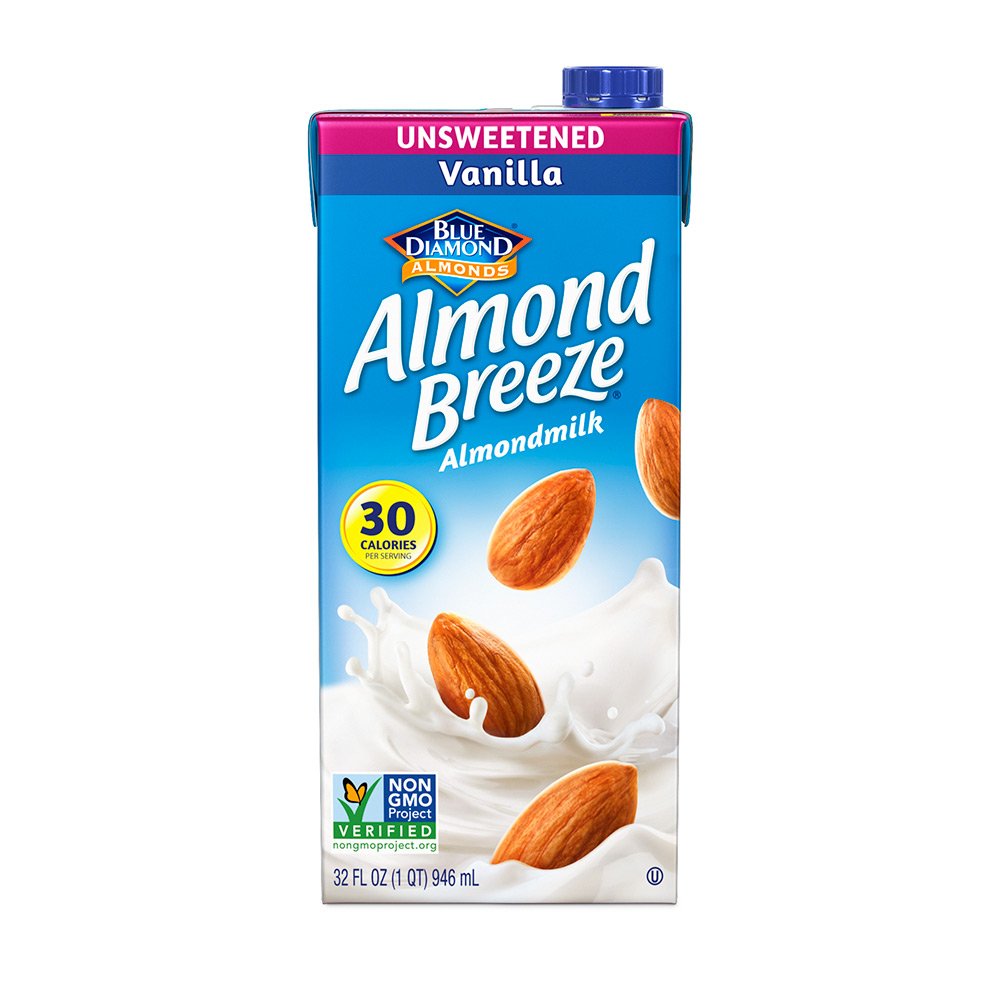 UNSWEETENED
Vanilla
BLUE
DIAMOND®
ALMONDS
Almond
Breeze®
Almondmilk
30
CALORIES
PER SERVING
NON
GMO
Project
VERIFIED
nongmoproject.org
32 FL OZ (1 QT) 946 mL
U